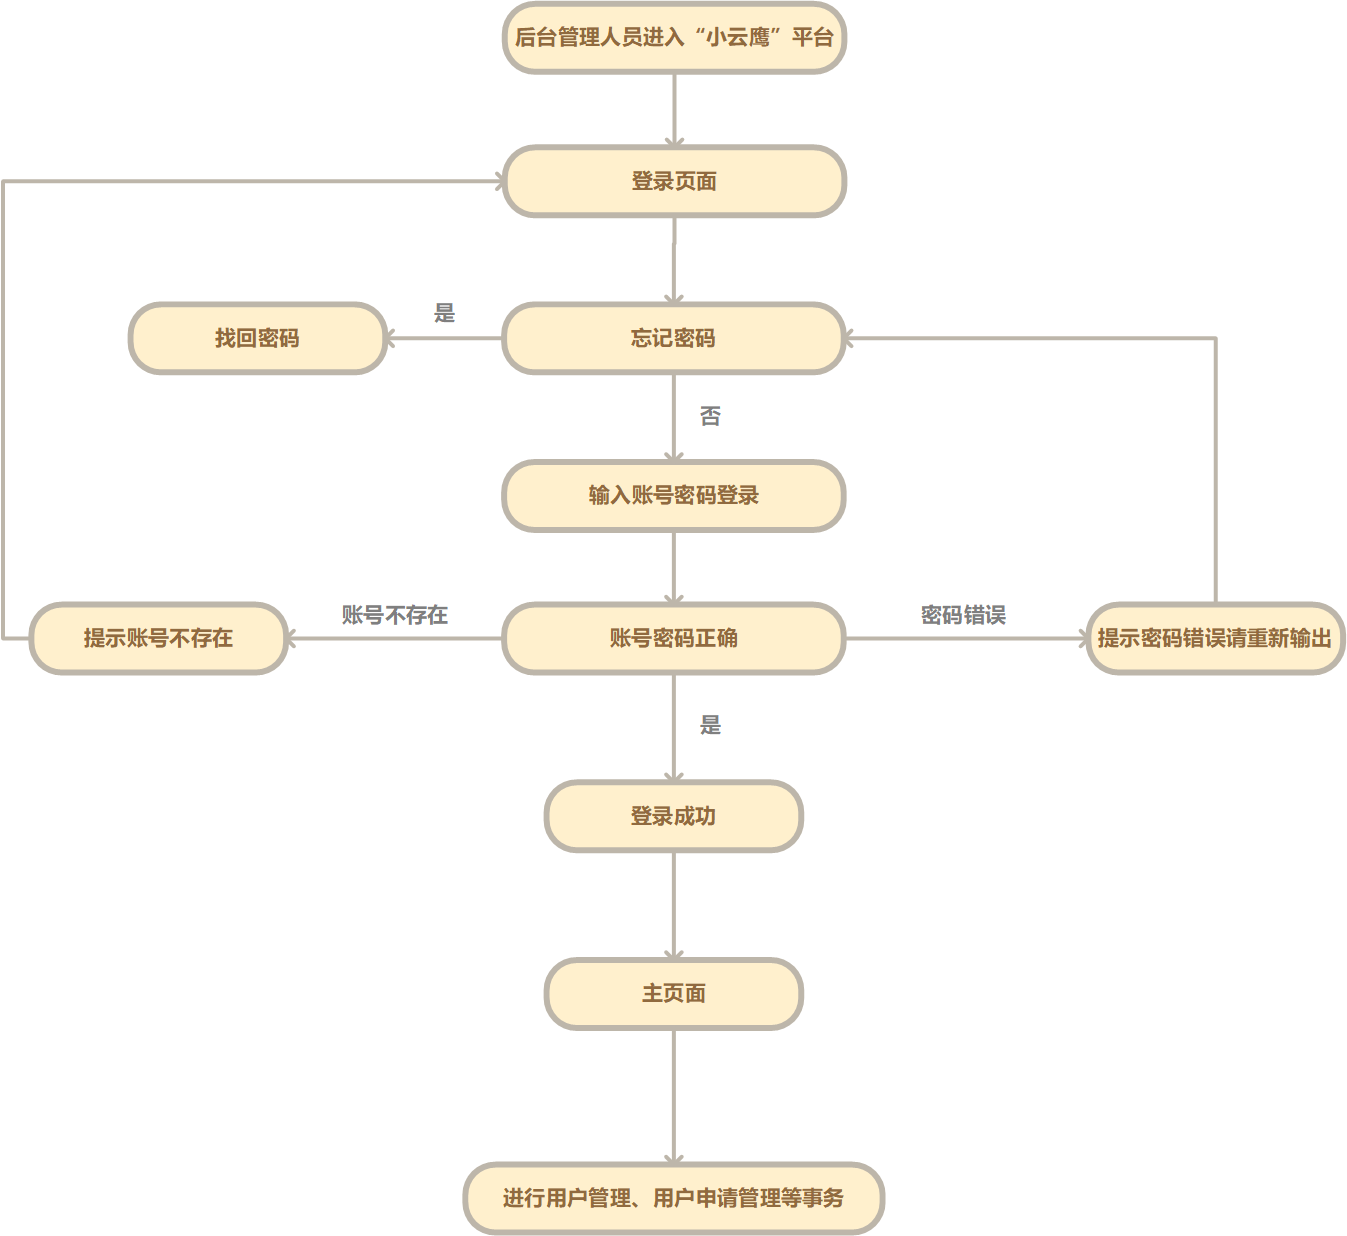 后台管理人员进入“小云鹰”平台
登录页面
是
找回密码
忘记密码
否
输入账号密码登录
账号不存在
密码错误
提示账号不存在
账号密码正确
提示密码错误请重新输出
是
登录成功
主页面
进行用户管理、用户申请管理等事务